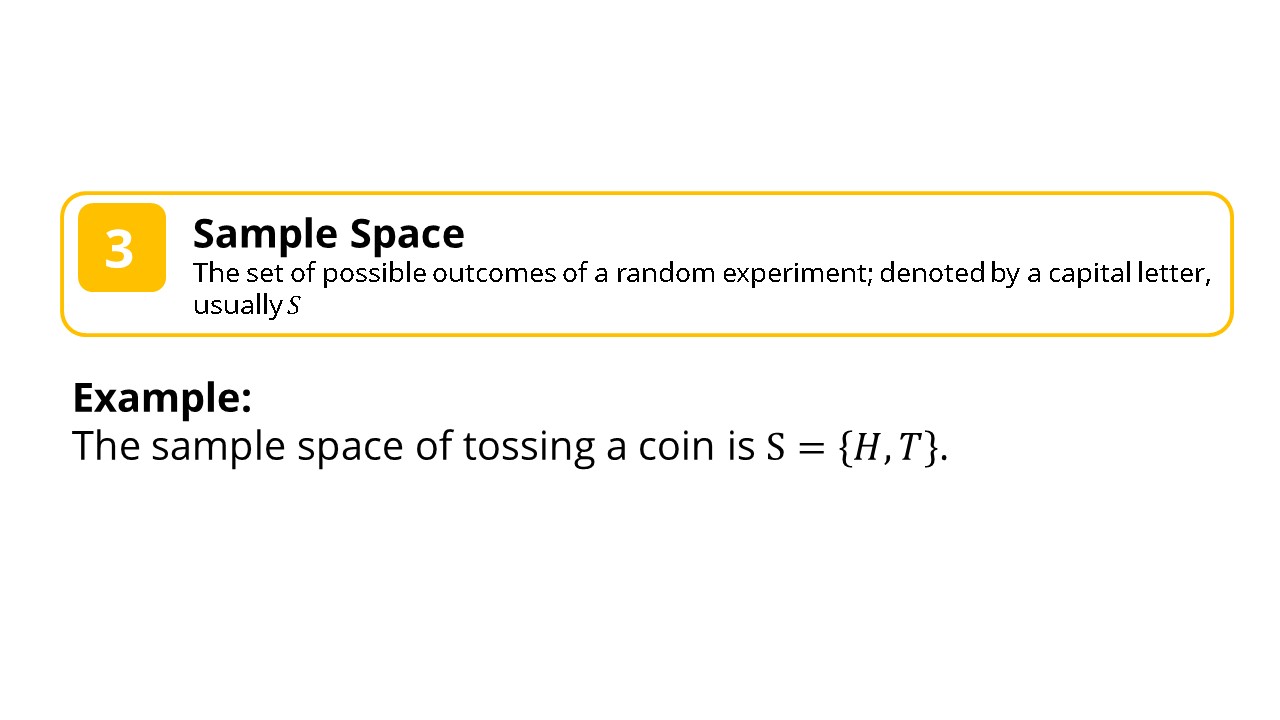 3
Sample Space
The set of possible outcomes of a random experiment; denoted by a capital letter,
usually S
Example:
The sample space of tossing a coin is S = {H, T}.